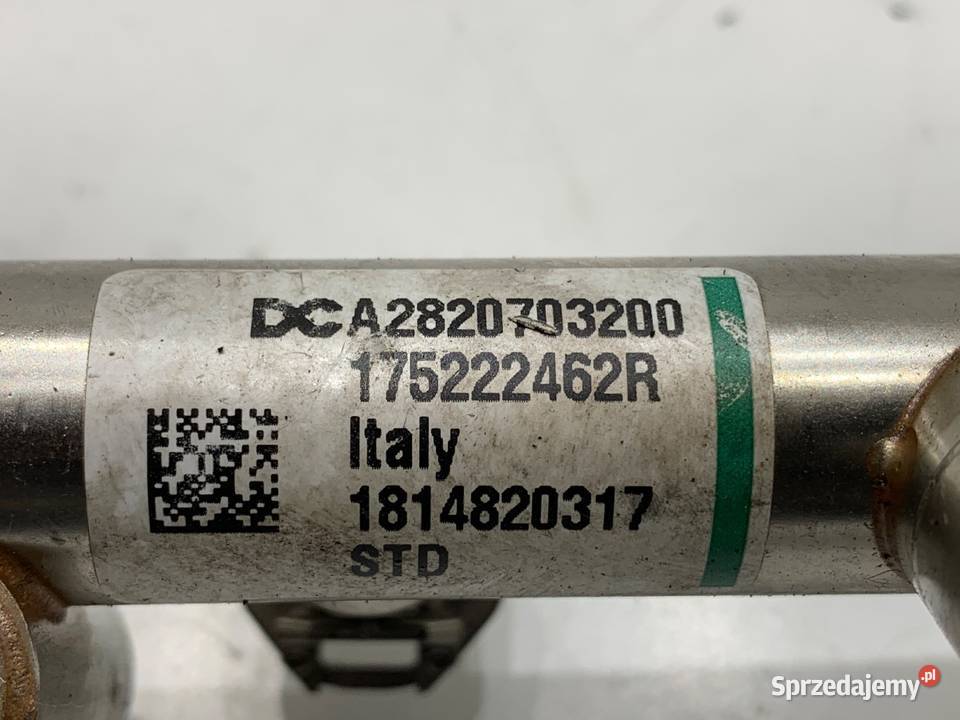 DC A2820703200
175222462R
Italy
1814820317
STD
Sprzedajemy.pl